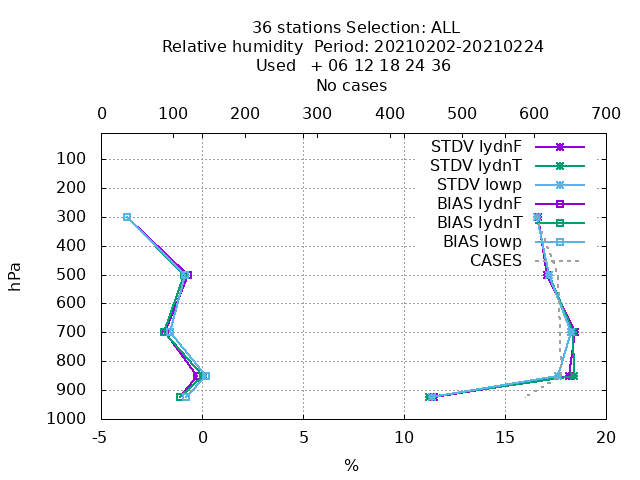 36 stations Selection: ALL
Relative humidity  Period: 20210202-20210224
Used   + 06 12 18 24 36
No cases
0 100 200 300 400 500 600 700
STDV lydnF
STDV lydnT
STDV lowp
BIAS lydnF
BIAS lydnT
BIAS lowp
CASES
hPa
100
200
300
400
500
600
700
800
900
1000
-5 0 5 10 15 20
%